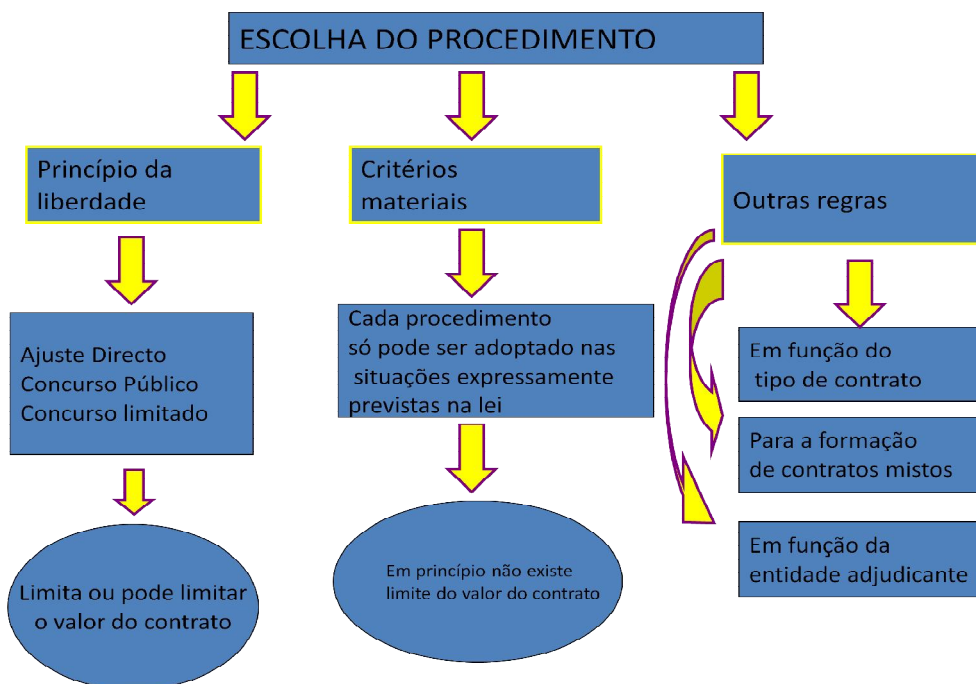 ESCOLHA DO PROCEDIMENTO
Princípio da
liberdade
Ajuste Directo
Concurso Público
Concurso limitado
Limita ou pode limitar
o valor do contrato
Critérios
materiais
Cada procedimento
só pode ser adoptado nas
situações expressamente
previstas na lei
Em princípio não existe
limite do valor do contrato
Outras regras
Em função do
tipo de contrato
Para a formação
de contratos mistos
Em função da
entidade adjudicante